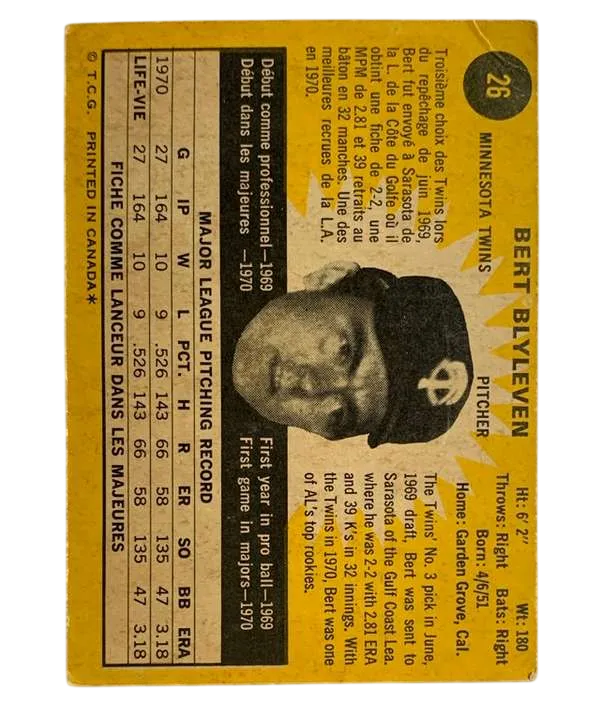 26
BERT BLYLEVEN
MINNESOTA TWINS
PITCHER
Ht: 6' 2" Wt: 180
Throws: Right Bats: Right
Born: 4/6/51
Home: Garden Grove, Cal.
Troisième choix des Twins lors
du repêchage de juin 1969,
Bert fut envoyé à Sarasota de
la L. de la Côte du Golfe où il
obtint une fiche de 2-2, une
MPM de 2.81 et 39 retraits au
bâton en 32 manches. Une des
meilleures recrues de la L.A.
en 1970.
The Twins' No. 3 pick in June,
1969 draft, Bert was sent to
Sarasota of the Gulf Coast Lea.
where he was 2-2 with 2.81 ERA
and 39 K's in 32 innings. With
the Twins in 1970, Bert was one
of AL's top rookies.
Début comme professionnel—1969
Début dans les majeures —1970
First year in pro ball—1969
First game in majors—1970
MAJOR LEAGUE PITCHING RECORD
G IP W L PCT. H R ER SO BB ERA
1970 27 164 10 9 .526 143 66 58 135 47 3.18
LIFE-VIE 27 164 10 9 .526 143 66 58 135 47 3.18
FICHE COMME LANCEUR DANS LES MAJEURES
© T.C.G. PRINTED IN CANADA*